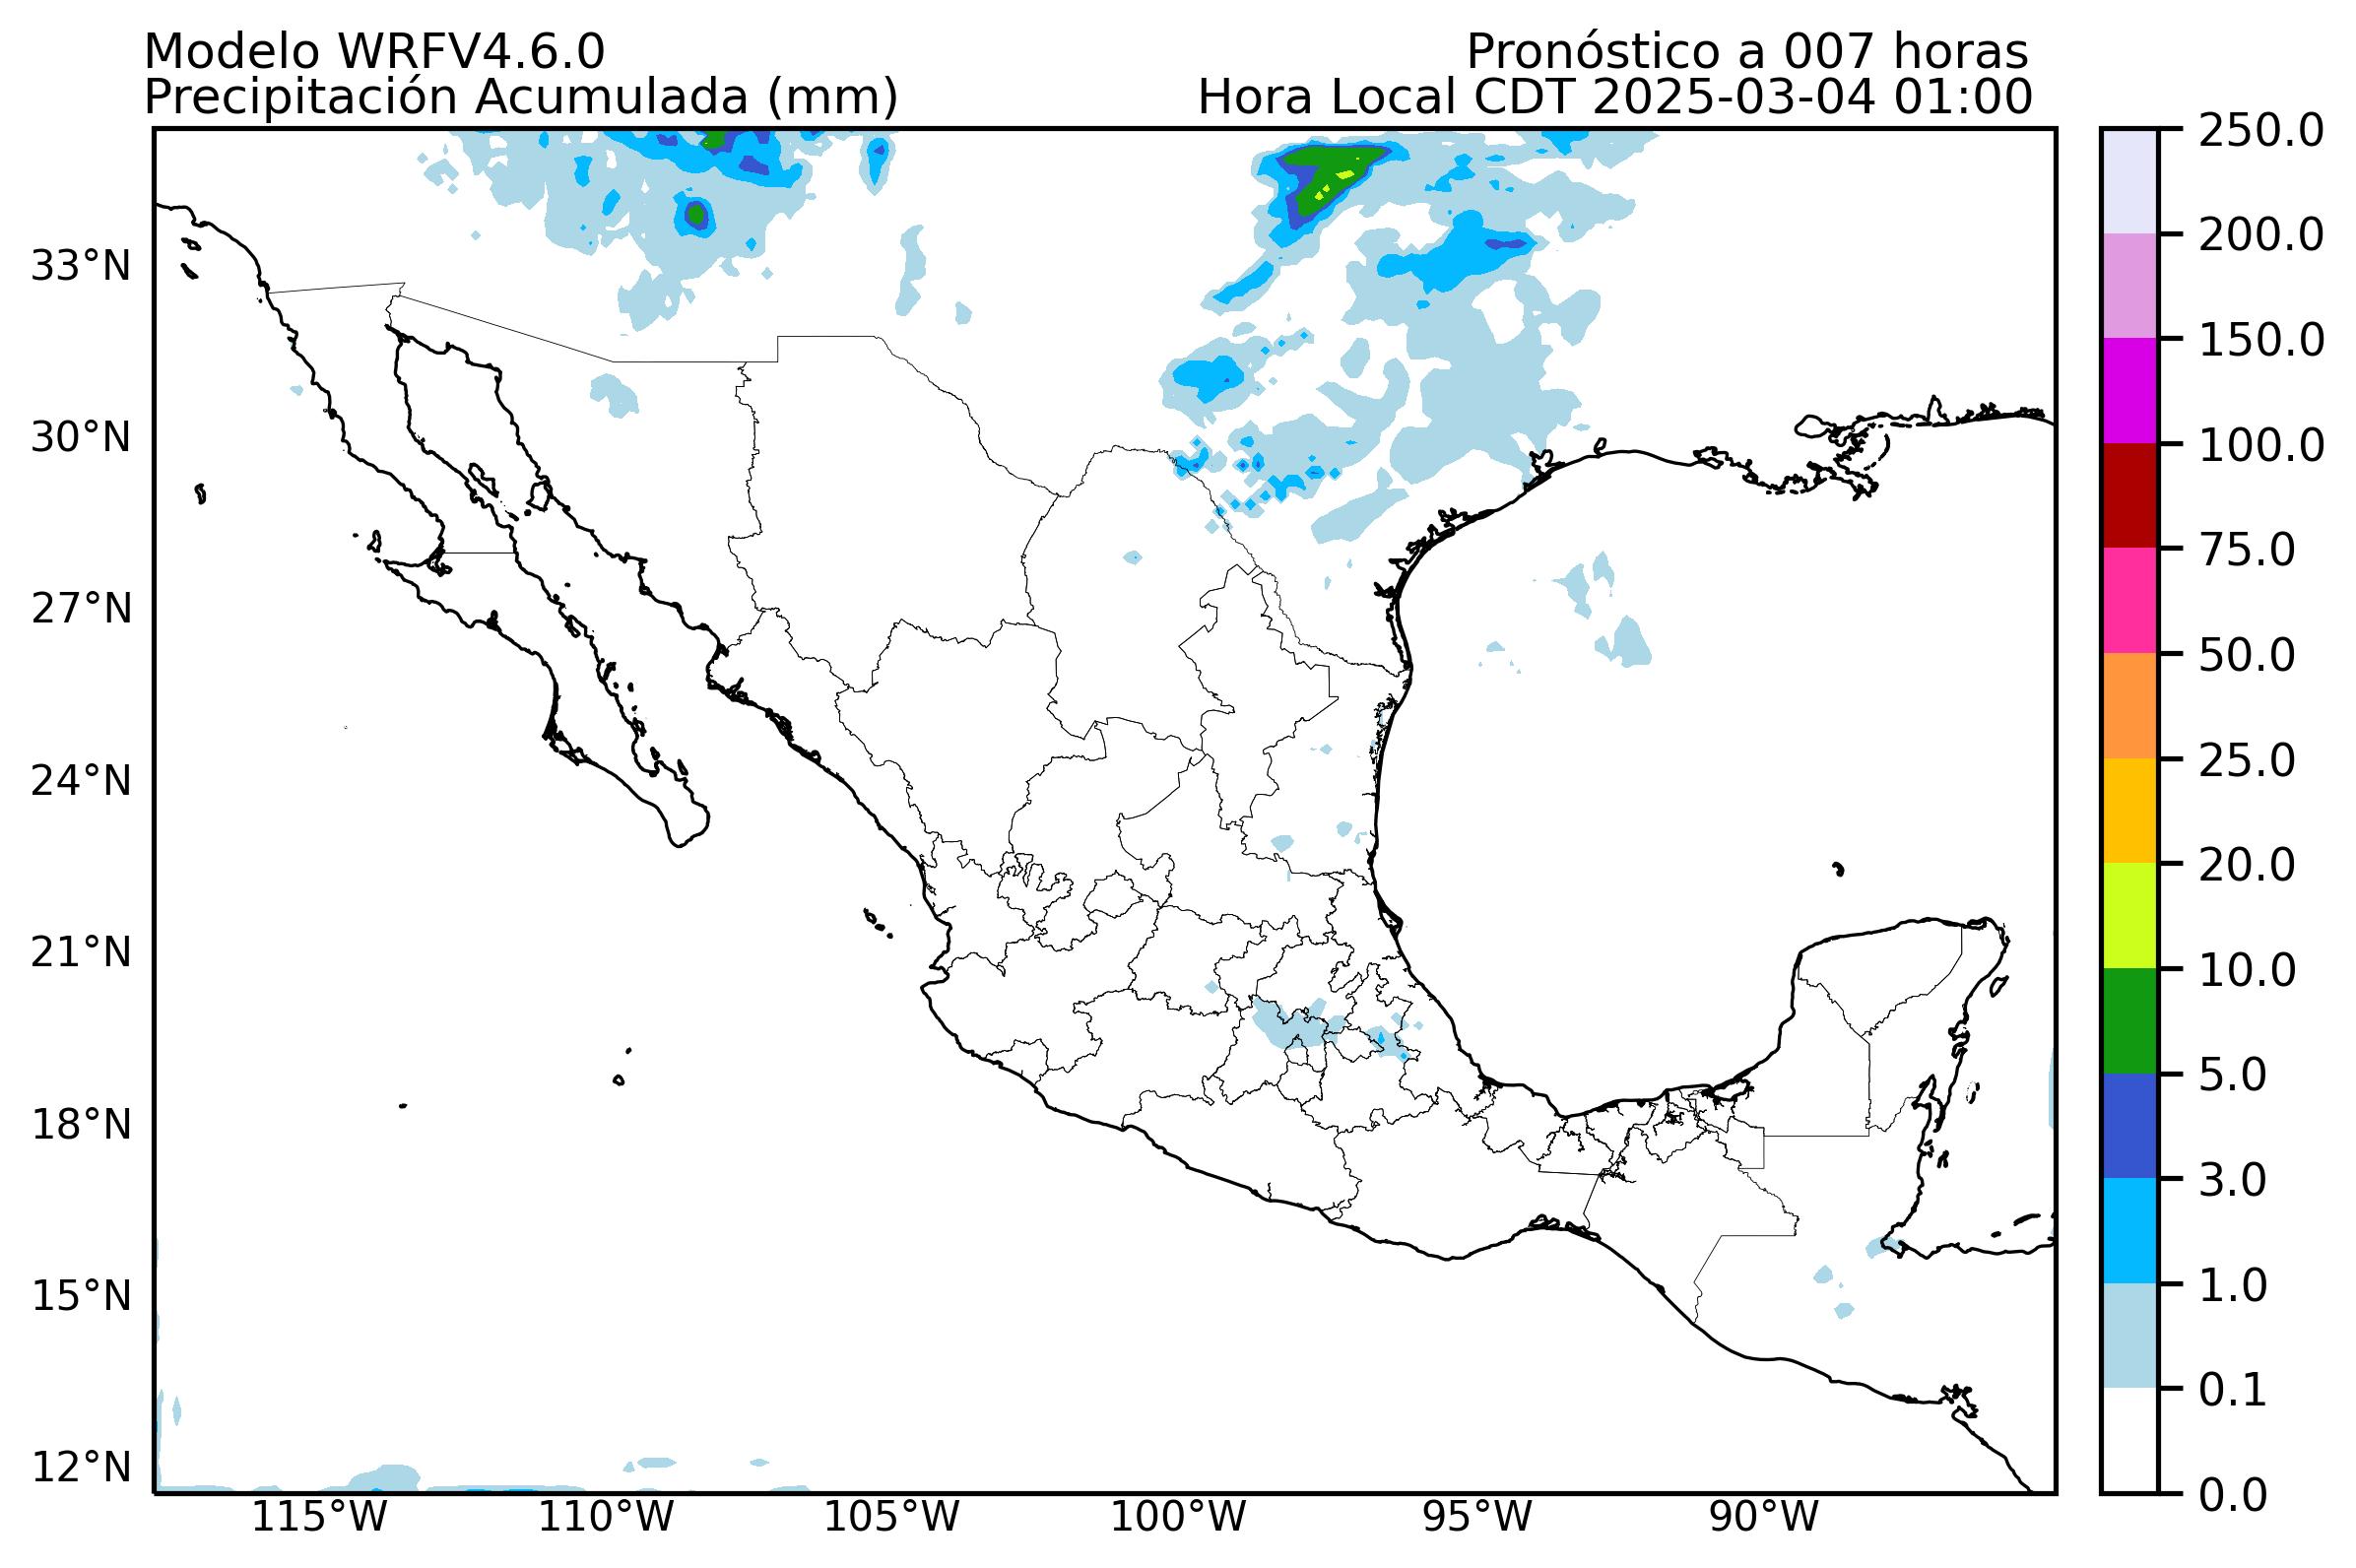 Modelo WRFV4.6.0
Pronóstico a 007 horas
Precipitación Acumulada (mm)
Hora Local CDT 2025-03-04 01:00
33°N
30°N
27°N
24°N
21°N
18°N
15°N
12°N
115°W
110°W
105°W
100°W
95°W
90°W
250.0
200.0
150.0
100.0
75.0
50.0
25.0
20.0
10.0
5.0
3.0
1.0
0.1
0.0